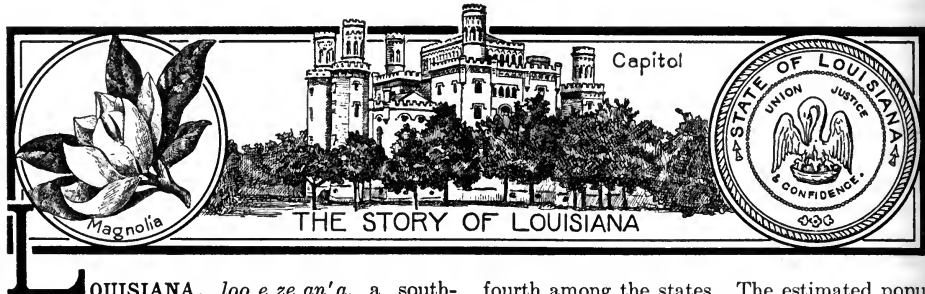 Capitol
STATE OF LOUISIANA
UNION JUSTICE
& CONFIDENCE.
Magnolia
THE STORY OF LOUISIANA
LOUISIANA, loo e ze an'a, a south-
fourth among the states. The estimated popu